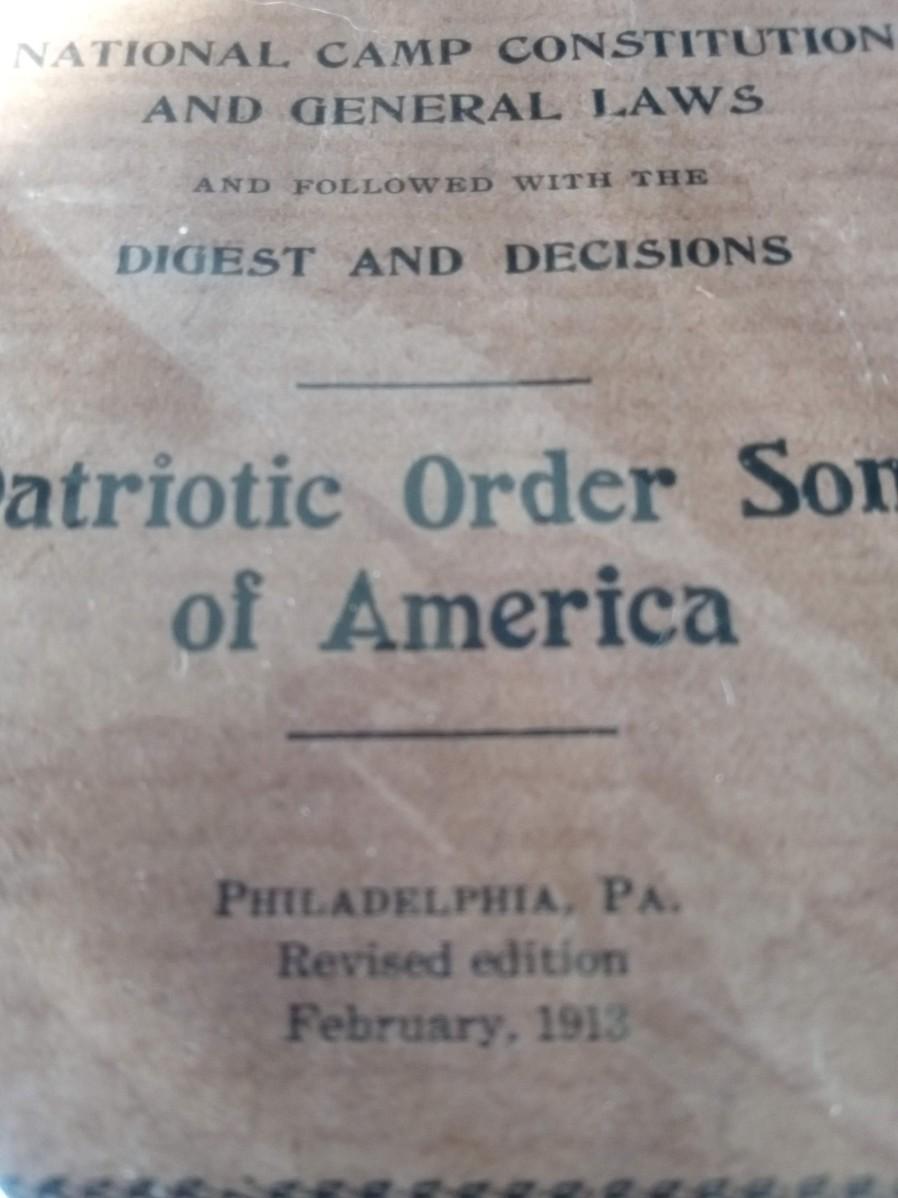 NATIONAL CAMP CONSTITUTION
AND GENERAL LAWS
AND FOLLOWED WITH THE
DIGEST AND DECISIONS
Patriotic Order Son
of America
PHILADELPHIA, PA.
Revised edition
February, 1913